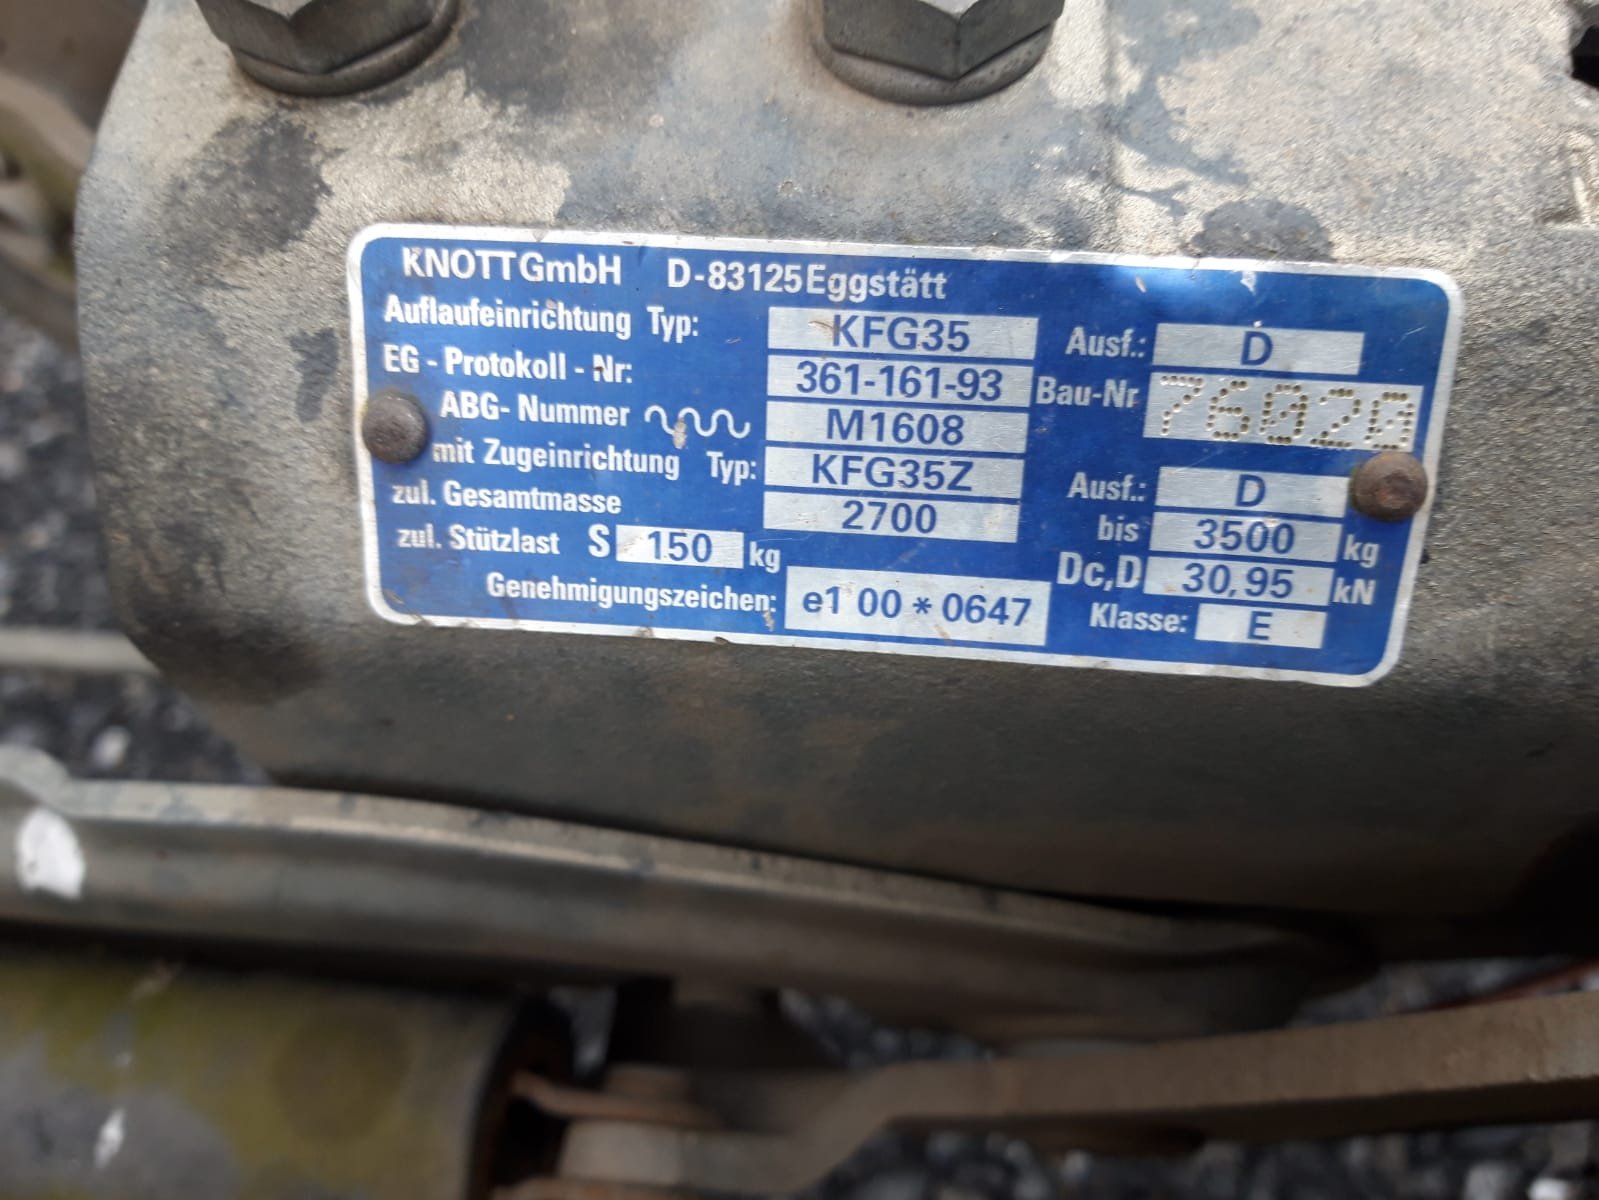 KNOTT GmbH D-83125 Eggstätt
Auflaufeinrichtung Typ: KFG35 Ausf.: D
EG - Protokoll - Nr: 361-161-93 Bau-Nr 76020
ABG- Nummer M1608
mit Zugeinrichtung Typ: KFG35Z Ausf.: D
zul. Gesamtmasse 2700 bis 3500 kg
zul. Stützlast S 150 kg Dc,D 30,95 kN
Genehmigungszeichen: e1 00 * 0647 Klasse: E